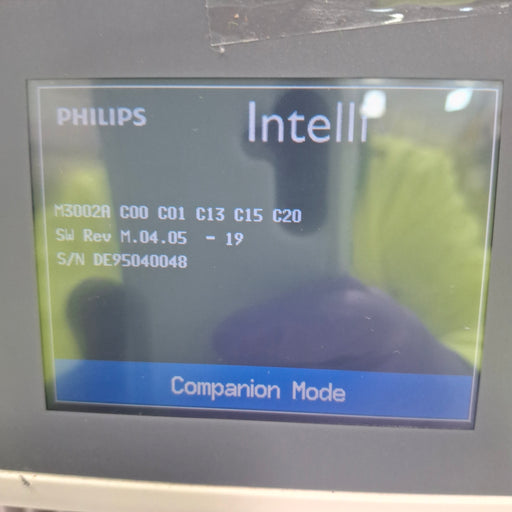 PHILIPS
Intelli
M3002A C00 C01 C13 C15 C20
SW Rev M.04.05 - 19
S/N DE95040048
Companion Mode